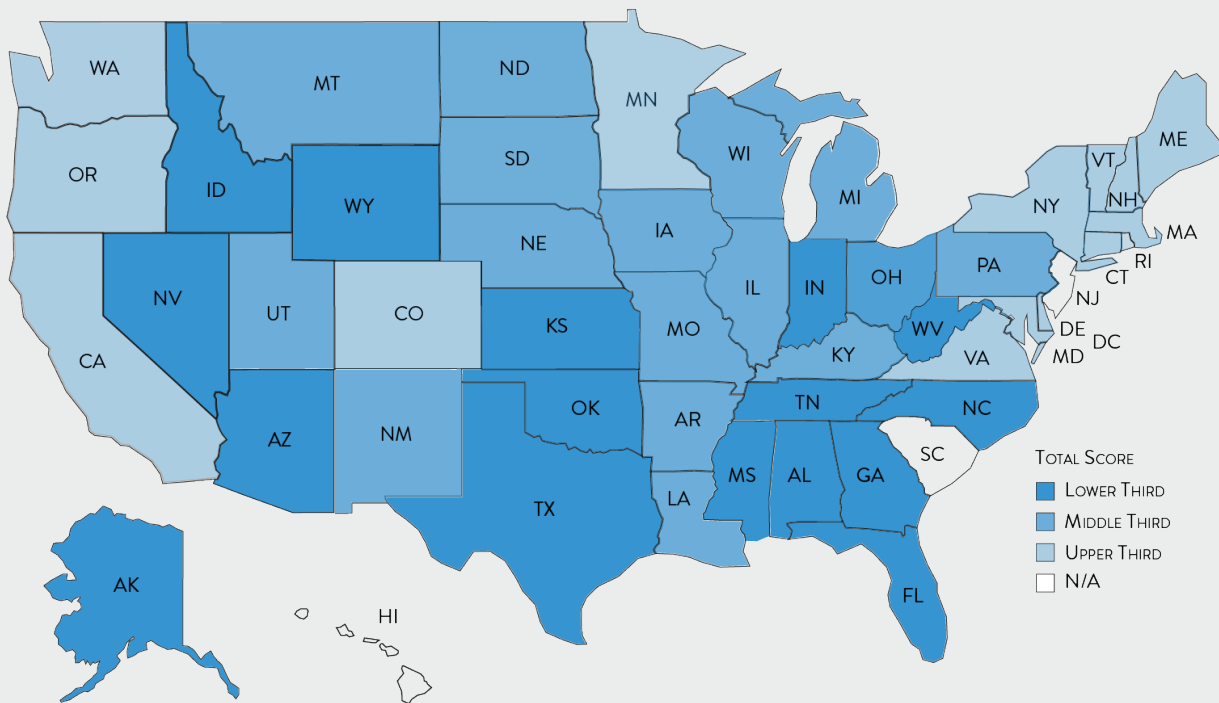 WA
MT
ND
MN
ME
VT
OR
ID
SD
WI
NH
WY
MI
NY
MA
NE
IA
RI
PA
CT
NV
OH
IL
IN
NJ
UT
CO
KS
MO
WV
DE
DC
CA
KY
VA
MD
TN
OK
NC
AZ
AR
NM
SC
MS
AL
GA
LA
TX
AK
FL
HI
TOTAL SCORE
LOWER THIRD
MIDDLE THIRD
UPPER THIRD
N/A